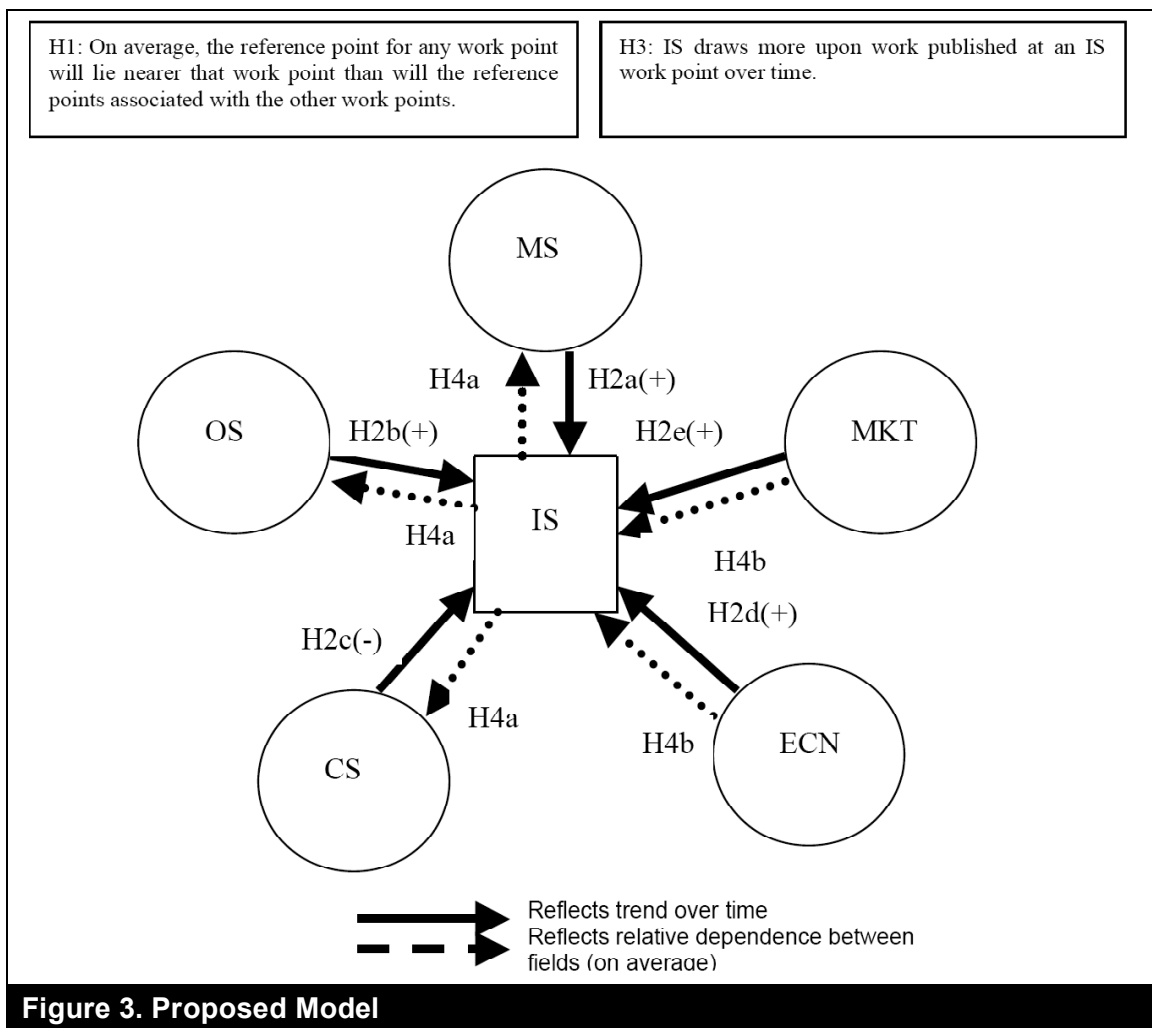 H1: On average, the reference point for any work point
will lie nearer that work point than will the reference
points associated with the other work points.
H3: IS draws more upon work published at an IS
work point over time.
MS
H4a
H2a(+)
OS
H2b(+)
H2e(+)
MKT
H4a
IS
H4b
H2c(-)
H2d(+)
H4a
H4b
CS
ECN
Reflects trend over time
Reflects relative dependence between
fields (on average)
Figure 3. Proposed Model